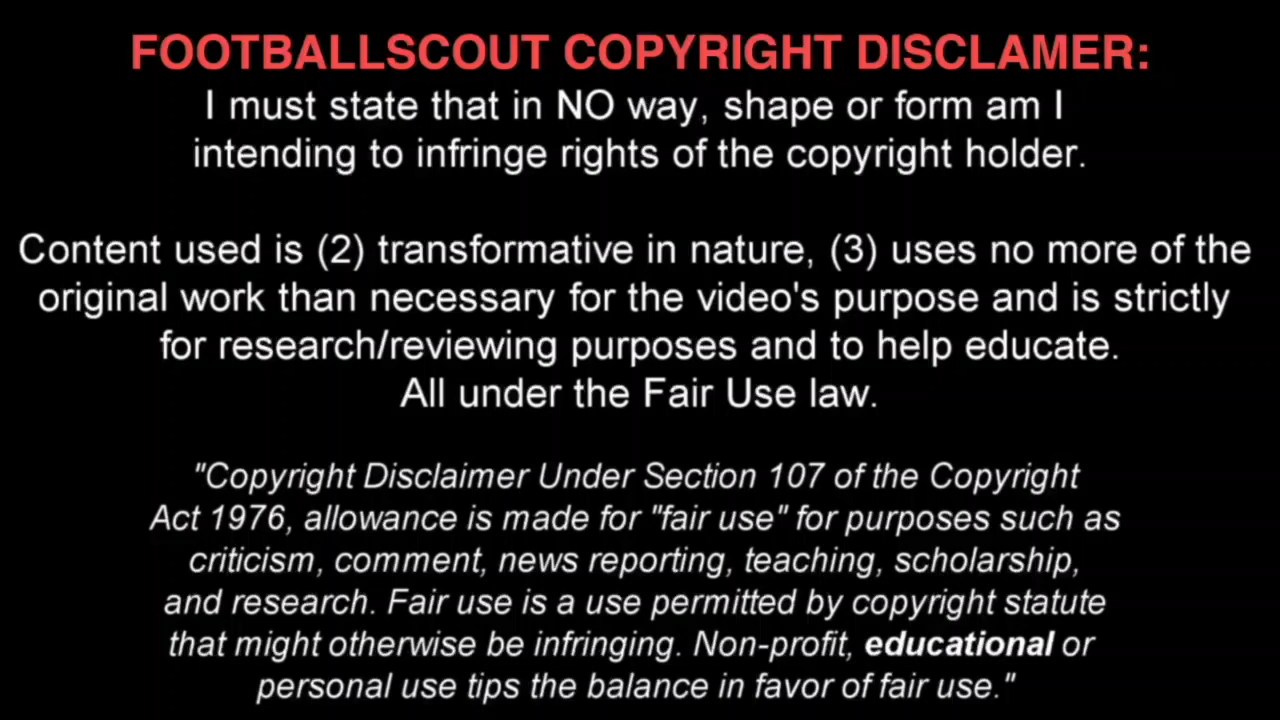 FOOTBALLSCOUT COPYRIGHT DISCLAMER:
I must state that in NO way, shape or form am I
intending to infringe rights of the copyright holder.
Content used is (2) transformative in nature, (3) uses no more of the
original work than necessary for the video's purpose and is strictly
for research/reviewing purposes and to help educate.
All under the Fair Use law.
"Copyright Disclaimer Under Section 107 of the Copyright
Act 1976, allowance is made for "fair use" for purposes such as
criticism, comment, news reporting, teaching, scholarship,
and research. Fair use is a use permitted by copyright statute
that might otherwise be infringing. Non-profit, educational or
personal use tips the balance in favor of fair use."